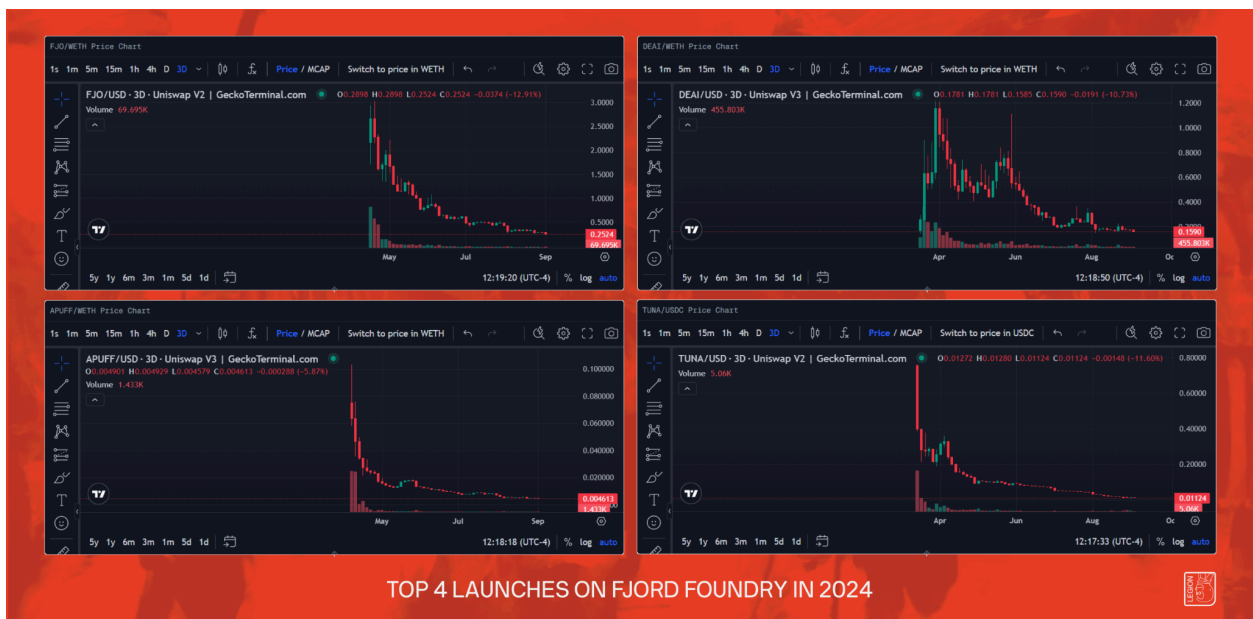 FJO/WETH Price Chart
1s 1m 5m 15m 1h 4h D 3D Price / MCAP Switch to price in WETH
FJO/USD · 3D · Uniswap V2 | GeckoTerminal.com O0.2898 H0.2898 L0.2524 C0.2524 −0.0374 (−12.91%)
Volume 69.695K
3.0000
2.5000
2.0000
1.5000
1.0000
0.5000
0.2524
69.695K
May Jul Sep
5y 1y 6m 3m 1m 5d 1d 12:19:20 (UTC-4) % log auto
DEAI/WETH Price Chart
1s 1m 5m 15m 1h 4h D 3D Price / MCAP Switch to price in WETH
DEAI/USD · 3D · Uniswap V3 | GeckoTerminal.com O0.1781 H0.1781 L0.1585 C0.1590 −0.0191 (−10.73%)
Volume 455.803K
1.2000
1.0000
0.8000
0.6000
0.4000
0.1590
455.803K
Apr Jun Aug Oc
5y 1y 6m 3m 1m 5d 1d 12:18:50 (UTC-4) % log auto
APUFF/WETH Price Chart
1s 1m 5m 15m 1h 4h D 3D Price / MCAP Switch to price in WETH
APUFF/USD · 3D · Uniswap V3 | GeckoTerminal.com
O0.004901 H0.004929 L0.004579 C0.004613 −0.000288 (−5.87%)
Volume 1.433K
0.100000
0.080000
0.060000
0.040000
0.020000
0.004613
1.433K
May Jul Sep
5y 1y 6m 3m 1m 5d 1d 12:18:18 (UTC-4) % log auto
TUNA/USDC Price Chart
1s 1m 5m 15m 1h 4h D 3D Price / MCAP Switch to price in USDC
TUNA/USD · 3D · Uniswap V2 | GeckoTerminal.com O0.01272 H0.01280 L0.01124 C0.01124 −0.00148 (−11.60%)
Volume 5.06K
0.80000
0.60000
0.40000
0.20000
0.01124
5.06K
Apr Jun Aug Oc
5y 1y 6m 3m 1m 5d 1d 12:17:33 (UTC-4) % log auto
TOP 4 LAUNCHES ON FJORD FOUNDRY IN 2024
LEGION